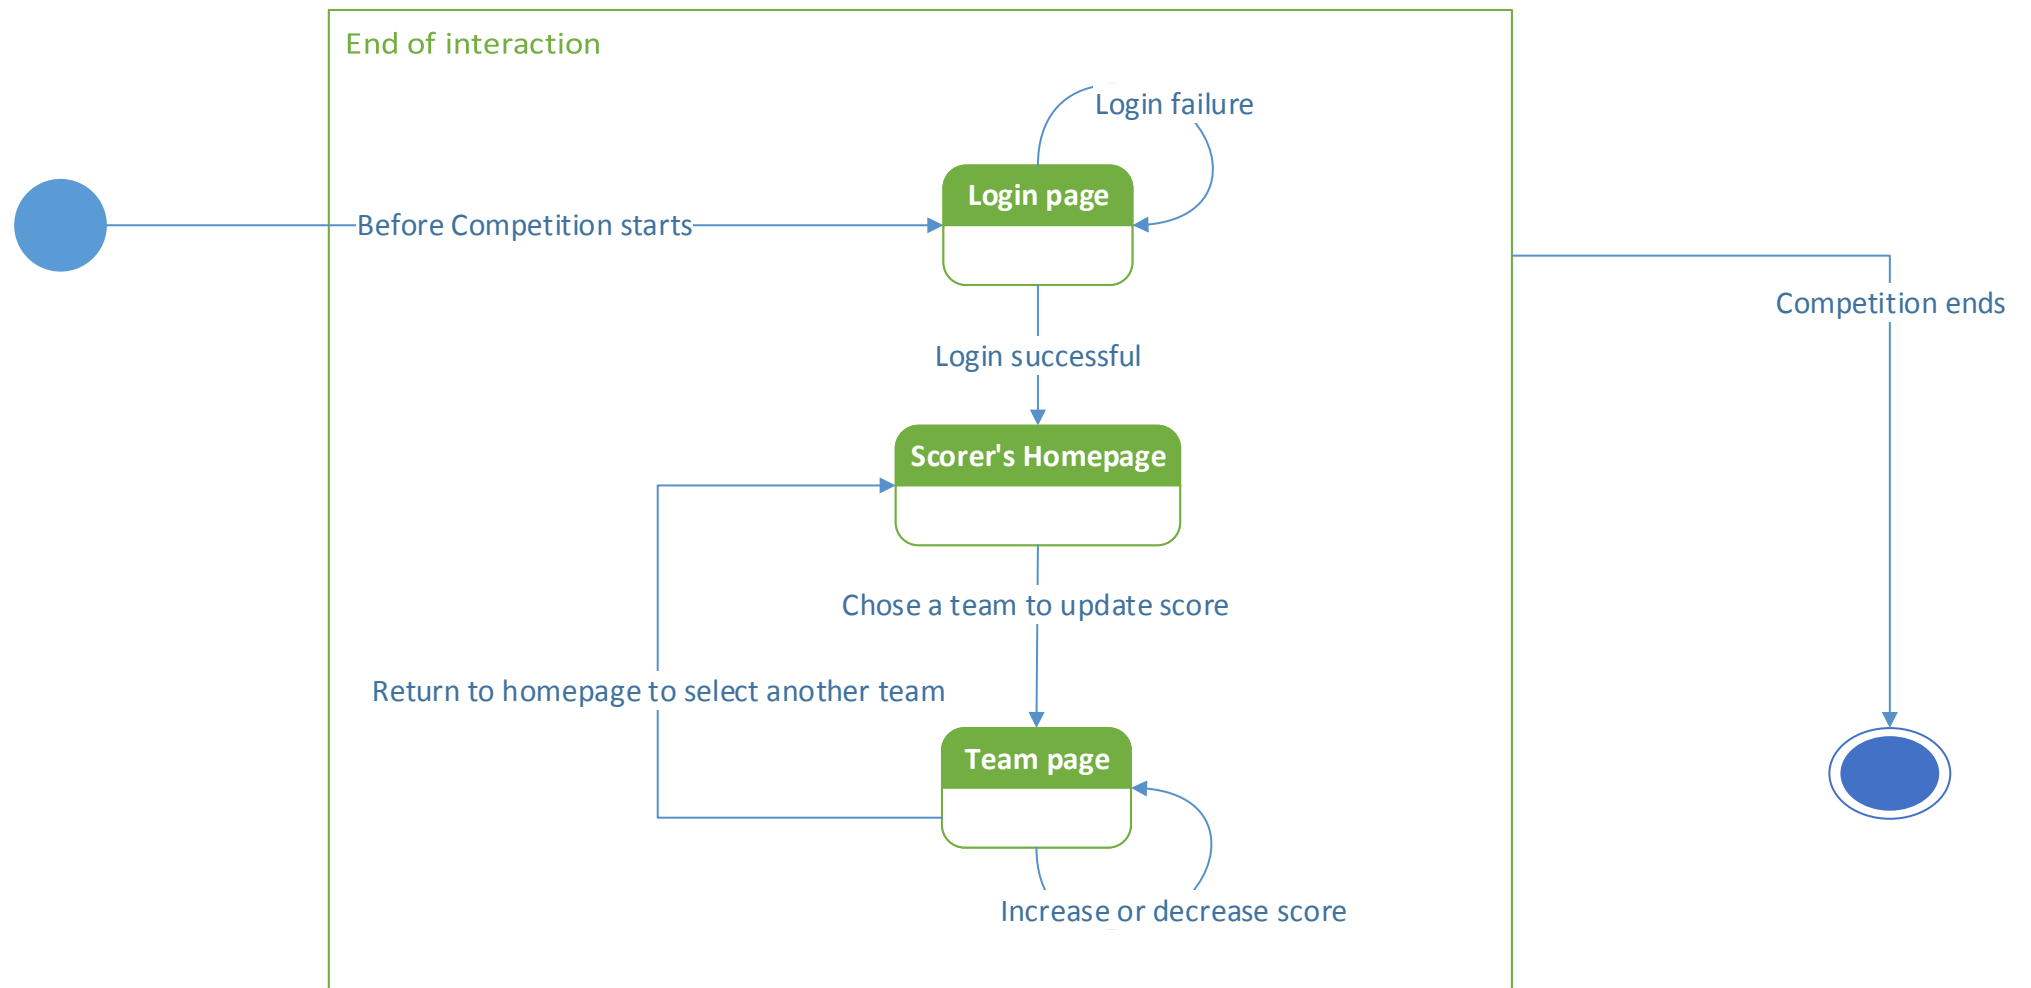 End of interaction
Login failure
Login page
Before Competition starts
Competition ends
Login successful
Scorer's Homepage
Chose a team to update score
Return to homepage to select another team
Team page
Increase or decrease score